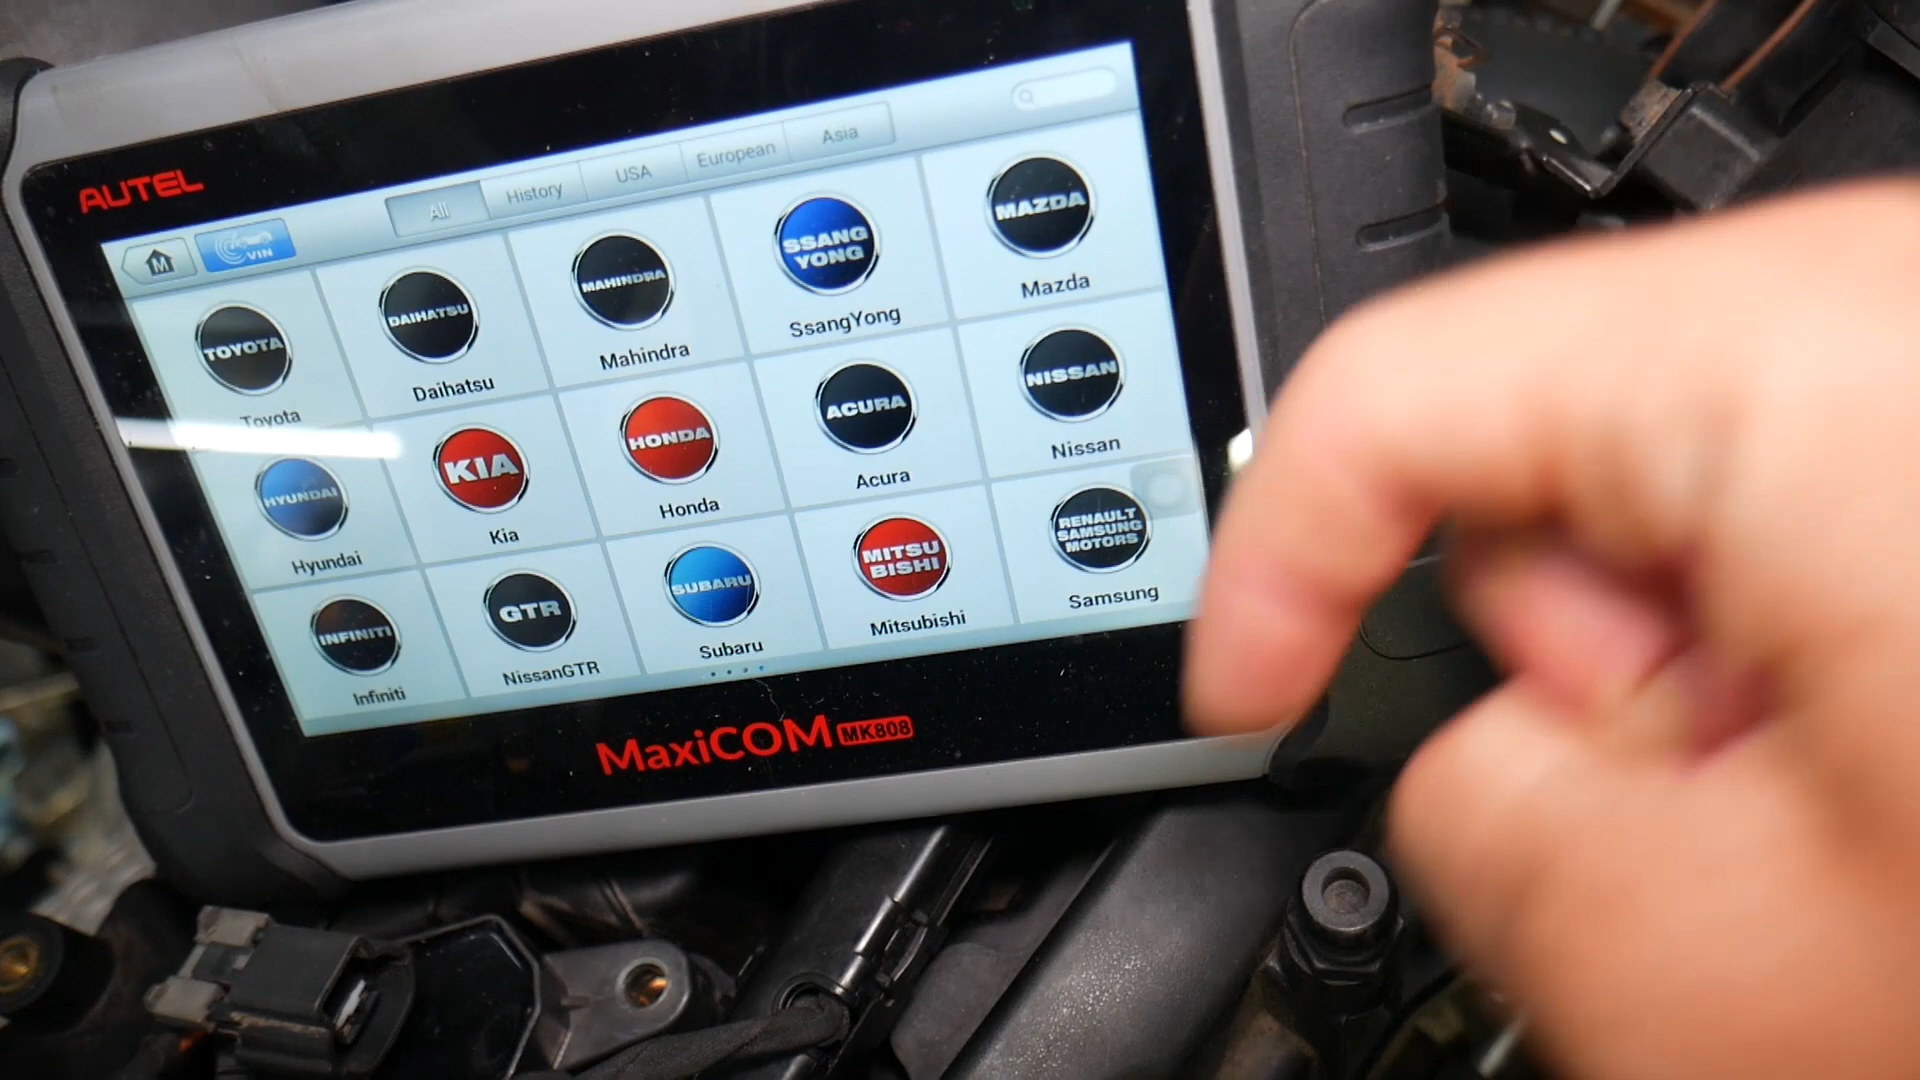 AUTEL
All
History
USA
European
Asia
M
VIN
TOYOTA
Toyota
DAIHATSU
Daihatsu
MAHINDRA
Mahindra
SSANG
YONG
SsangYong
MAZDA
Mazda
HYUNDAI
Hyundai
KIA
Kia
HONDA
Honda
ACURA
Acura
NISSAN
Nissan
INFINITI
Infiniti
GTR
NissanGTR
SUBARU
Subaru
MITSU
BISHI
Mitsubishi
RENAULT
SAMSUNG
MOTORS
Samsung
MaxiCOM MK808